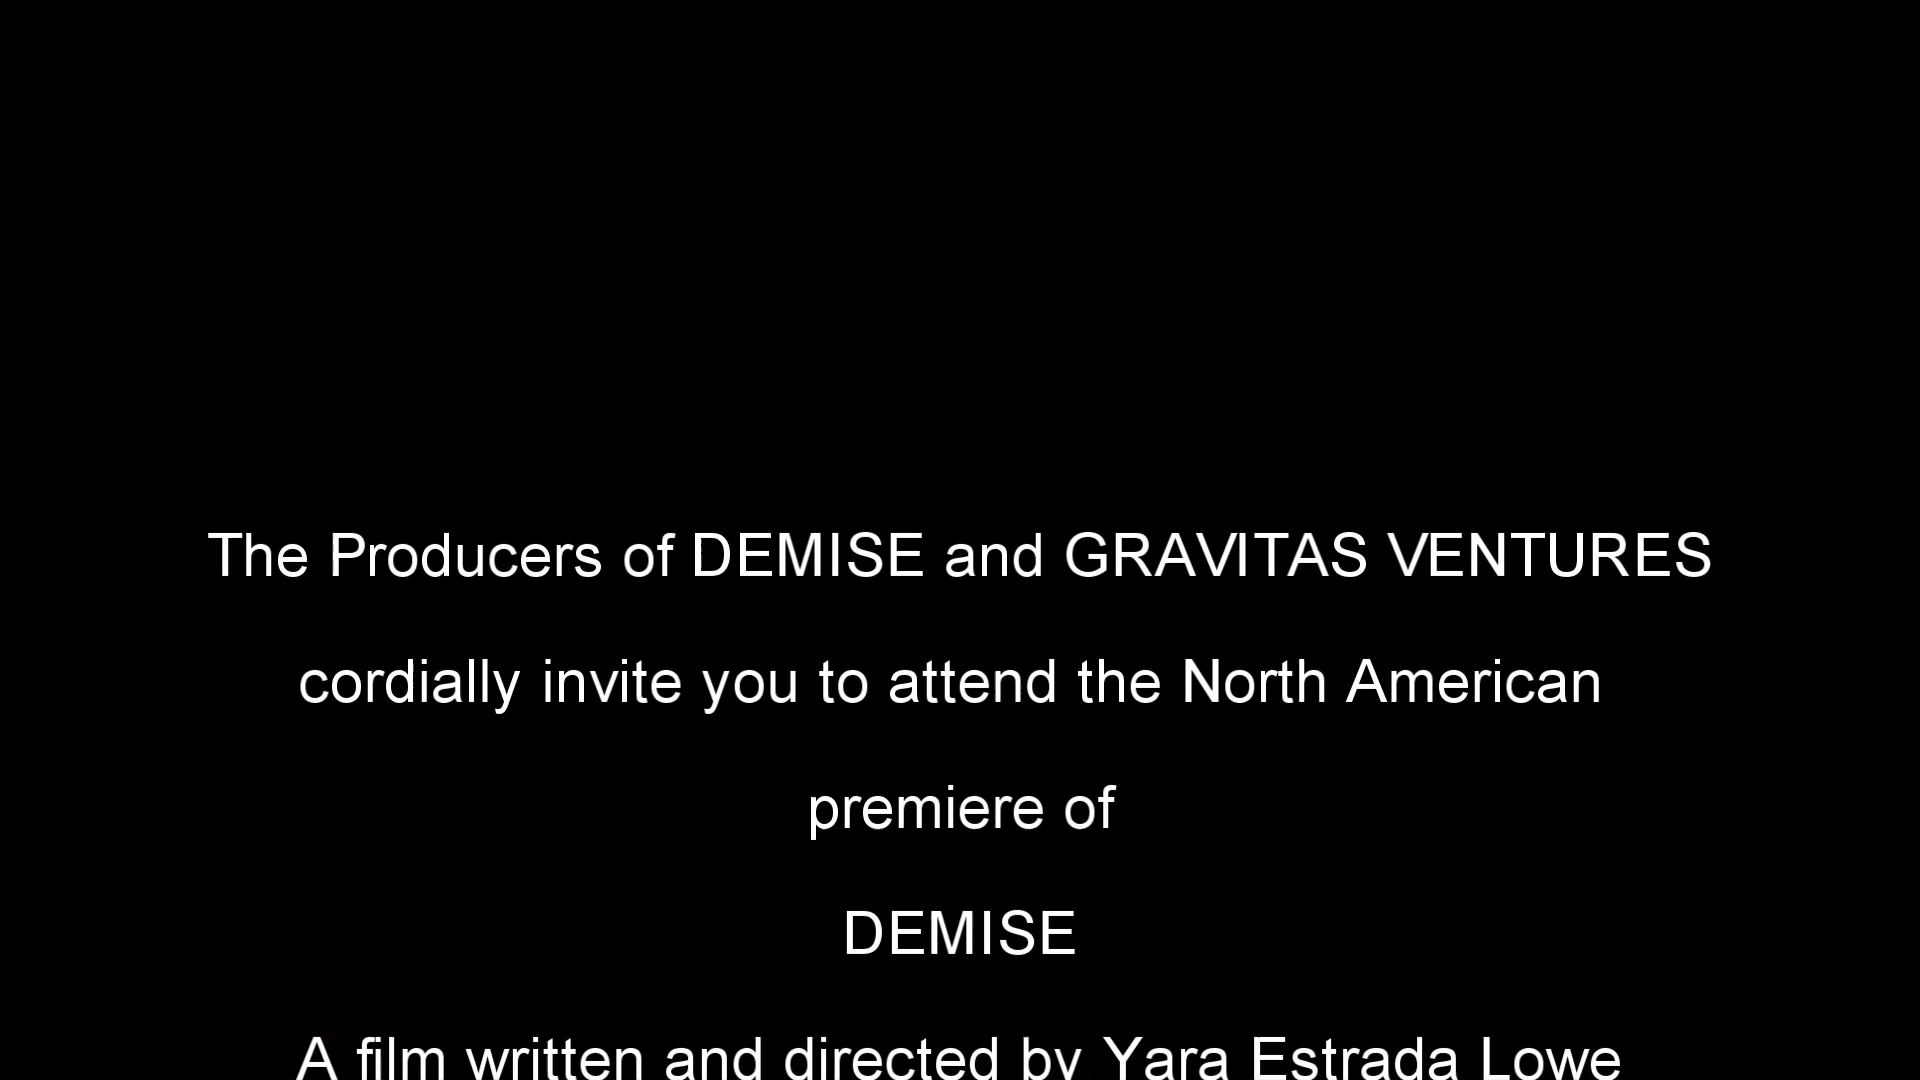 The Producers of DEMISE and GRAVITAS VENTURES
cordially invite you to attend the North American
premiere of
DEMISE
A film written and directed by Yara Estrada Lowe